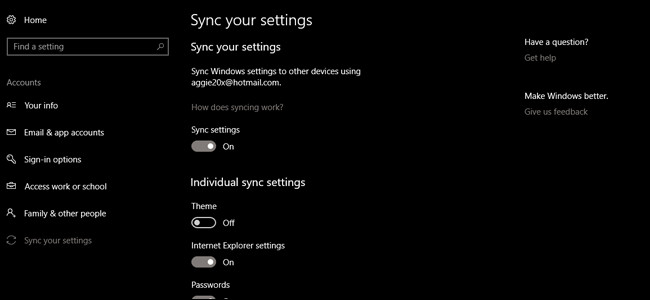 Home
Find a setting
Accounts
Your info
Email & app accounts
Sign-in options
Access work or school
Family & other people
Sync your settings
Sync your settings
Sync your settings
Sync Windows settings to other devices using
aggie20x@hotmail.com.
How does syncing work?
Sync settings
On
Individual sync settings
Theme
Off
Internet Explorer settings
On
Passwords
Have a question?
Get help
Make Windows better.
Give us feedback